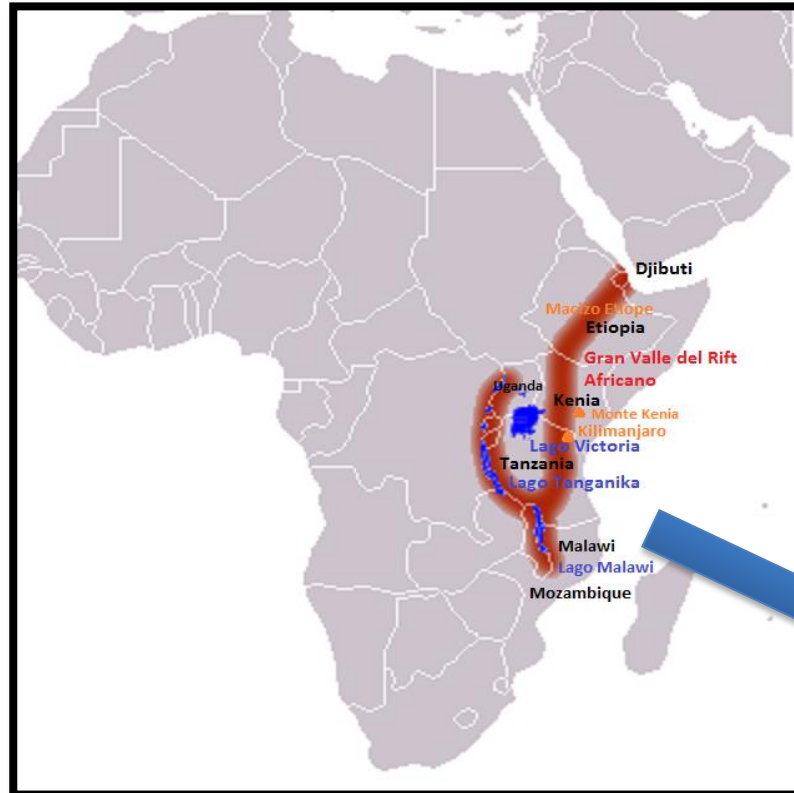 Djibuti
Macizo Etiope
Etiopia
Gran Valle del Rift
Africano
Uganda
Kenia
Monte Kenia
Kilimanjaro
Lago Victoria
Tanzania
Lago Tanganika
Malawi
Lago Malawi
Mozambique